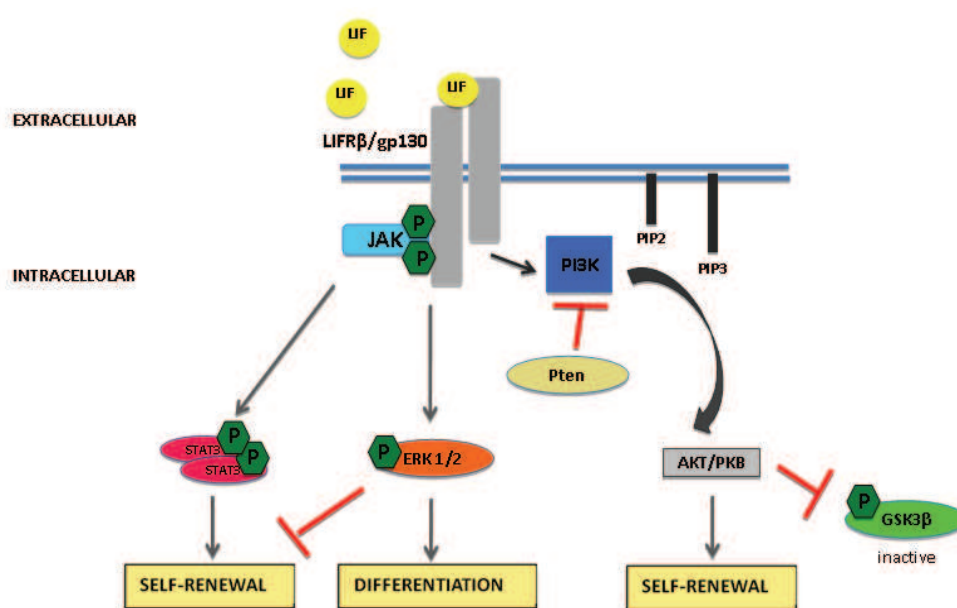 LIF
LIF
LIF
EXTRACELLULAR
LIFRβ/gp130
P
JAK
P
PIP2
PI3K
PIP3
INTRACELLULAR
Pten
P
STAT3
P
STAT3
P
ERK1/2
AKT/PKB
P
GSK3β
inactive
SELF-RENEWAL
DIFFERENTIATION
SELF-RENEWAL